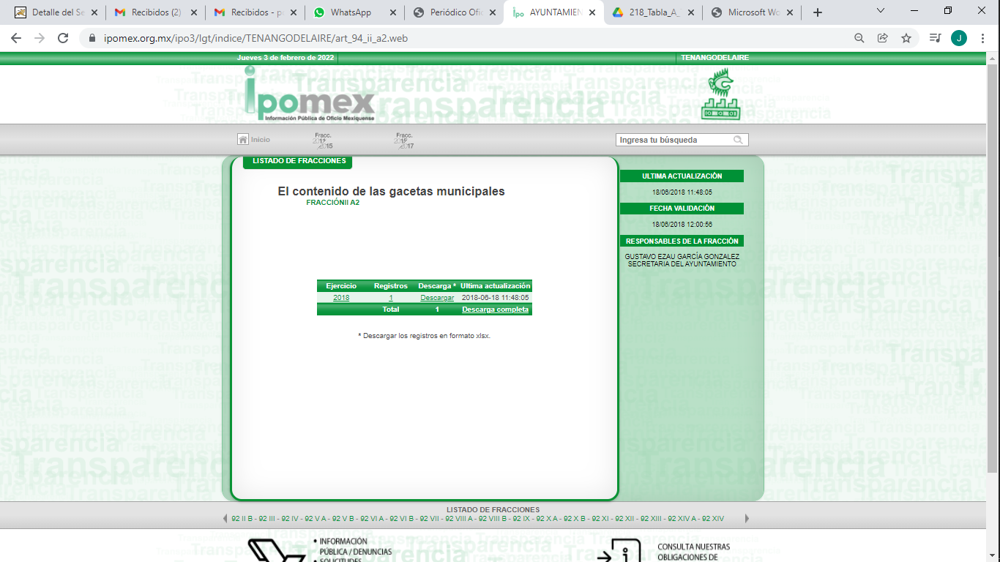 Detalle del Se
Recibidos (2)
Recibidos - p
WhatsApp
Periódico Ofic
ipo AYUNTAMIEN
218_Tabla_A_
Microsoft Wo
ipomex.org.mx/ipo3/lgt/indice/TENANGODELAIRE/art_94_ii_a2.web
J
Jueves 3 de febrero de 2022
TENANGODELAIRE
Transparencia
ipomex
Información Pública de Oficio Mexiquense
Inicio
Fracc.
2015
Fracc.
2017
Ingresa tu búsqueda
LISTADO DE FRACCIONES
El contenido de las gacetas municipales
FRACCIÓNII A2
ULTIMA ACTUALIZACIÓN
18/06/2018 11:48:05
FECHA VALIDACIÓN
18/06/2018 12:00:56
RESPONSABLES DE LA FRACCIÓN
GUSTAVO EZAU GARCÍA GONZALEZ
SECRETARIA DEL AYUNTAMIENTO
Ejercicio Registros Descarga * Ultima actualización
2018 1 Descargar 2018-06-18 11:48:05
Total 1 Descarga completa
* Descargar los registros en formato xlsx.
LISTADO DE FRACCIONES
92 II B - 92 III - 92 IV - 92 V A - 92 V B - 92 VI A - 92 VI B - 92 VII - 92 VIII A - 92 VIII B - 92 IX - 92 X A - 92 X B - 92 XI - 92 XII - 92 XIII - 92 XIV A - 92 XIV
• INFORMACIÓN
PÚBLICA / DENUNCIAS
• SOLICITUDES
CONSULTA NUESTRAS
OBLIGACIONES DE